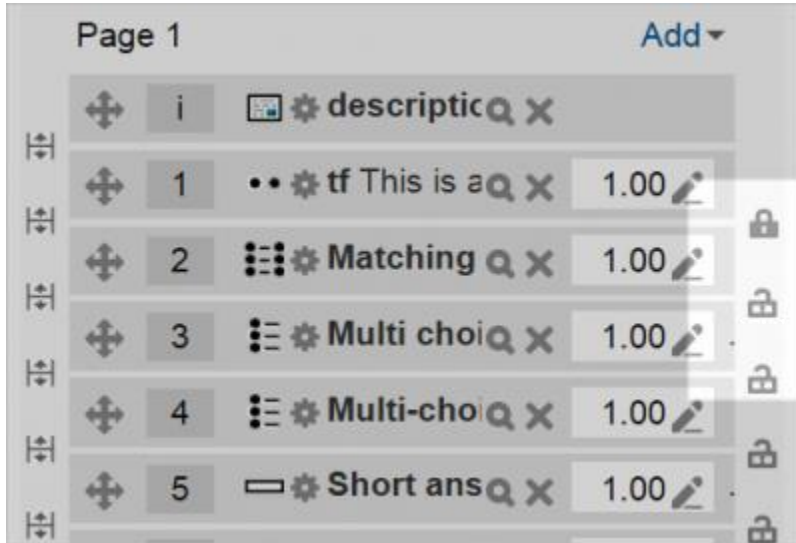 Page 1 Add
i descriptic
1 tf This is a 1.00
2 Matching 1.00
3 Multi choi 1.00
4 Multi-choi 1.00
5 Short ans 1.00